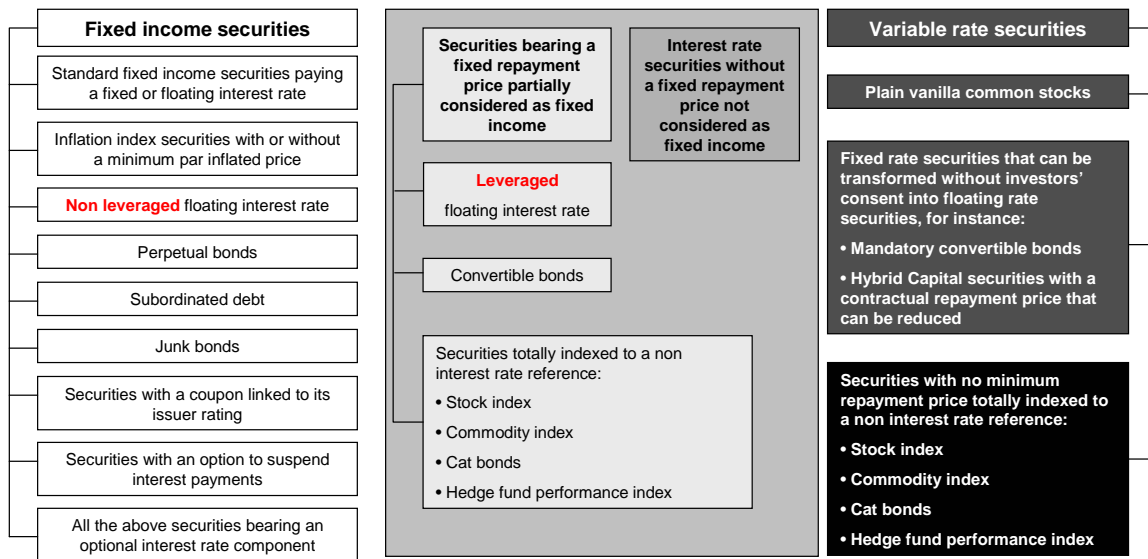 Fixed income securities
Standard fixed income securities paying
a fixed or floating interest rate
Inflation index securities with or without
a minimum par inflated price
Non leveraged floating interest rate
Perpetual bonds
Subordinated debt
Junk bonds
Securities with a coupon linked to its
issuer rating
Securities with an option to suspend
interest payments
All the above securities bearing an
optional interest rate component
Securities bearing a
fixed repayment
price partially
considered as fixed
income
Interest rate
securities without
a fixed repayment
price not
considered as
fixed income
Leveraged
floating interest rate
Convertible bonds
Securities totally indexed to a non
interest rate reference:
• Stock index
• Commodity index
• Cat bonds
• Hedge fund performance index
Variable rate securities
Plain vanilla common stocks
Fixed rate securities that can be
transformed without investors’
consent into floating rate
securities, for instance:
• Mandatory convertible bonds
• Hybrid Capital securities with a
contractual repayment price that
can be reduced
Securities with no minimum
repayment price totally indexed to
a non interest rate reference:
• Stock index
• Commodity index
• Cat bonds
• Hedge fund performance index